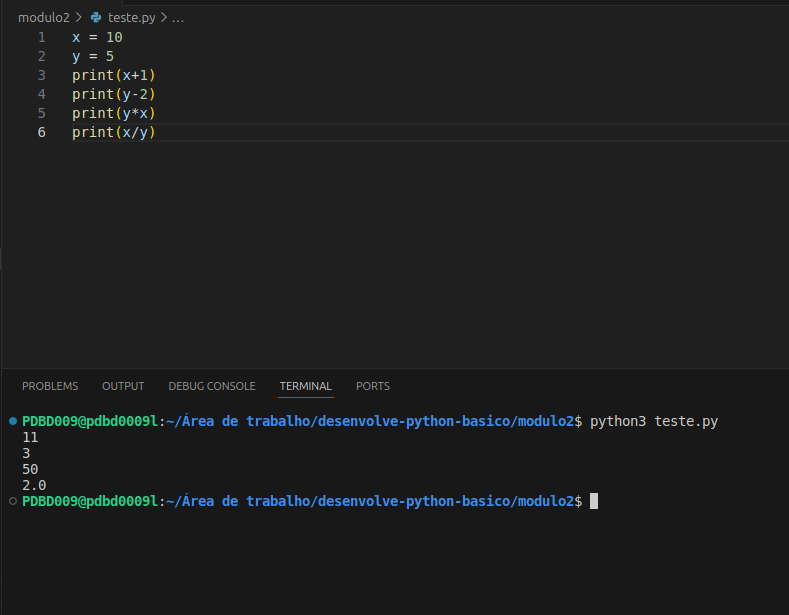 modulo2 > teste.py > ...
1 x = 10
2 y = 5
3 print(x+1)
4 print(y-2)
5 print(y*x)
6 print(x/y)
PROBLEMS OUTPUT DEBUG CONSOLE TERMINAL PORTS
PDBD009@pdbd0009l:~/Área de trabalho/desenvolve-python-basico/modulo2$ python3 teste.py
11
3
50
2.0
PDBD009@pdbd0009l:~/Área de trabalho/desenvolve-python-basico/modulo2$